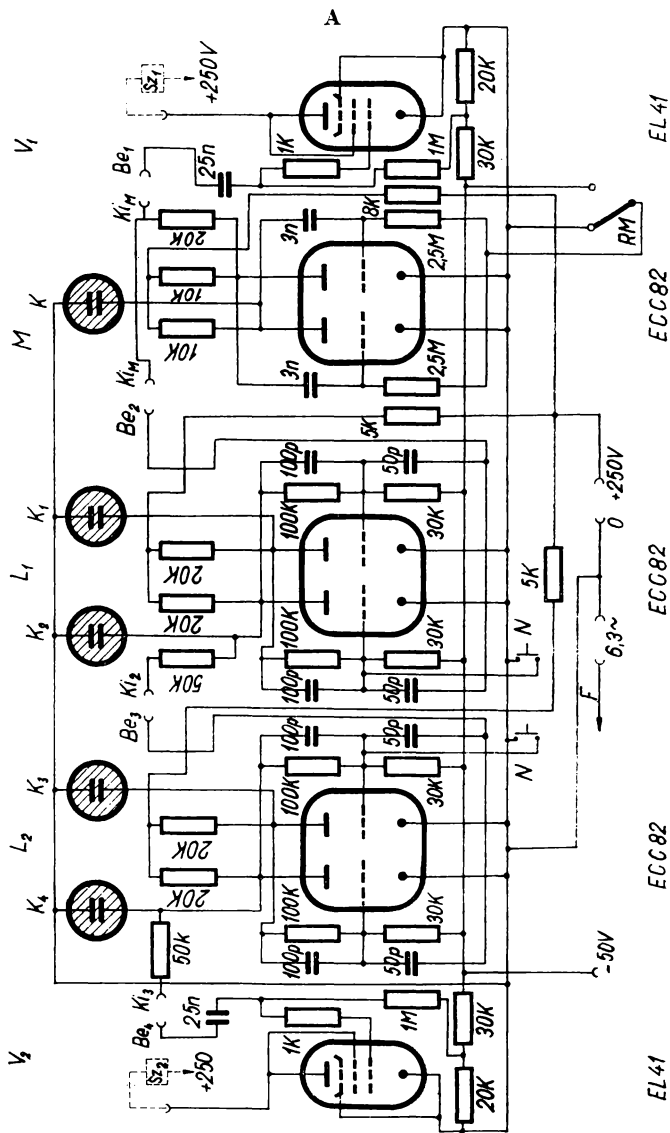 A
V₂ L₂ L₁ M V₁
K₄ K₃ K₂ K₁ K
Be₄ Ki₃ Be₃ Ki₂ Be₂ Ki_M Ki_M Be₁
Sz₂ Sz₁
+250 +250V
50K 50K
25n 25n
20K 20K 20K 20K 10K 10K 20K
1K 100p 100K 100K 100p 100p 100K 100K 100p 3n 3n 1K
1M 50p 30K 30K 50p 50p 30K 30K 50p 5K 2,5M 2,5M 8K 1M
20K 30K 30K 20K
N N
5K
-50V F 6,3~ 0 +250V RM
EL41 ECC82 ECC82 ECC82 EL41